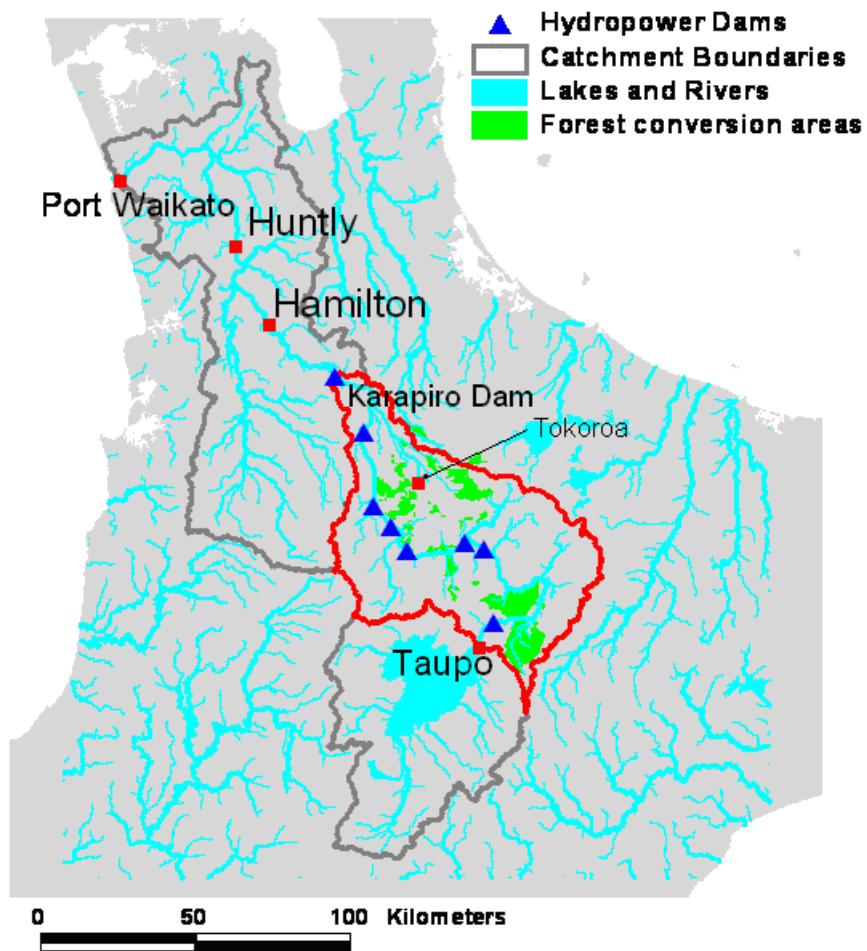 Hydropower Dams
Catchment Boundaries
Lakes and Rivers
Forest conversion areas
Port Waikato
Huntly
Hamilton
Karapiro Dam
Tokoroa
Taupo
0 50 100 Kilometers